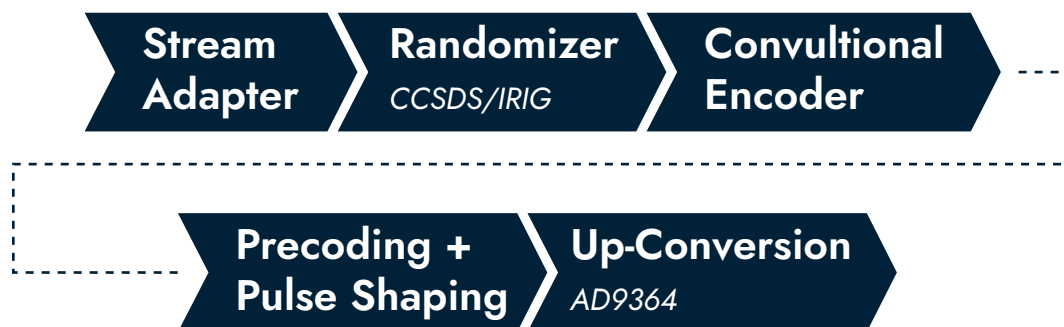 Stream
Adapter
Randomizer
CCSDS/IRIG
Convultional
Encoder
Precoding +
Pulse Shaping
Up-Conversion
AD9364